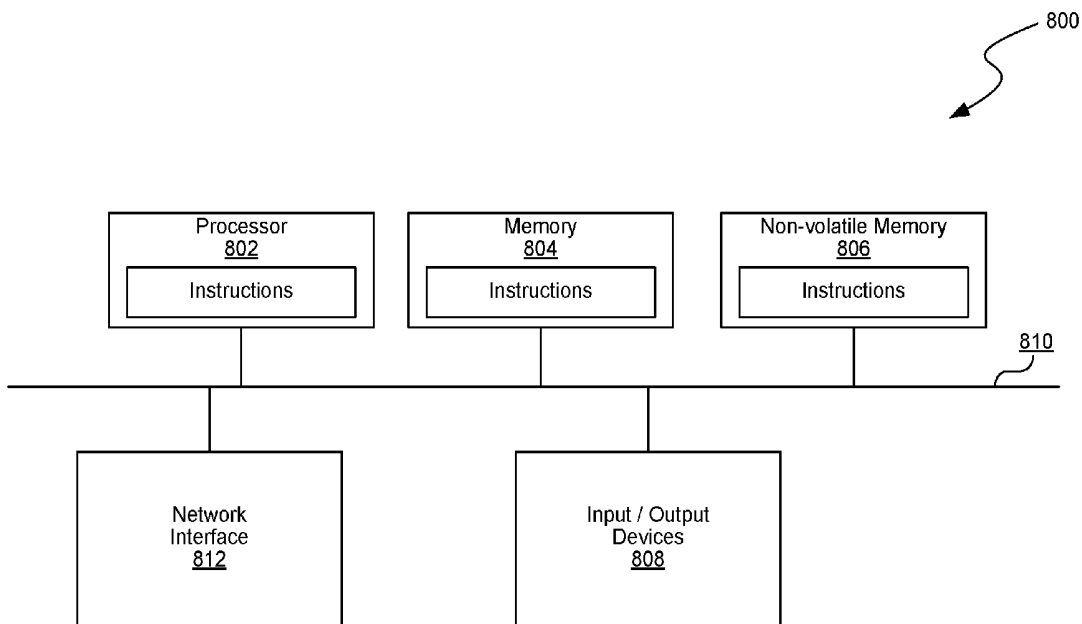 800
Processor
802
Instructions
Memory
804
Instructions
Non-volatile Memory
806
Instructions
810
Network
Interface
812
Input / Output
Devices
808